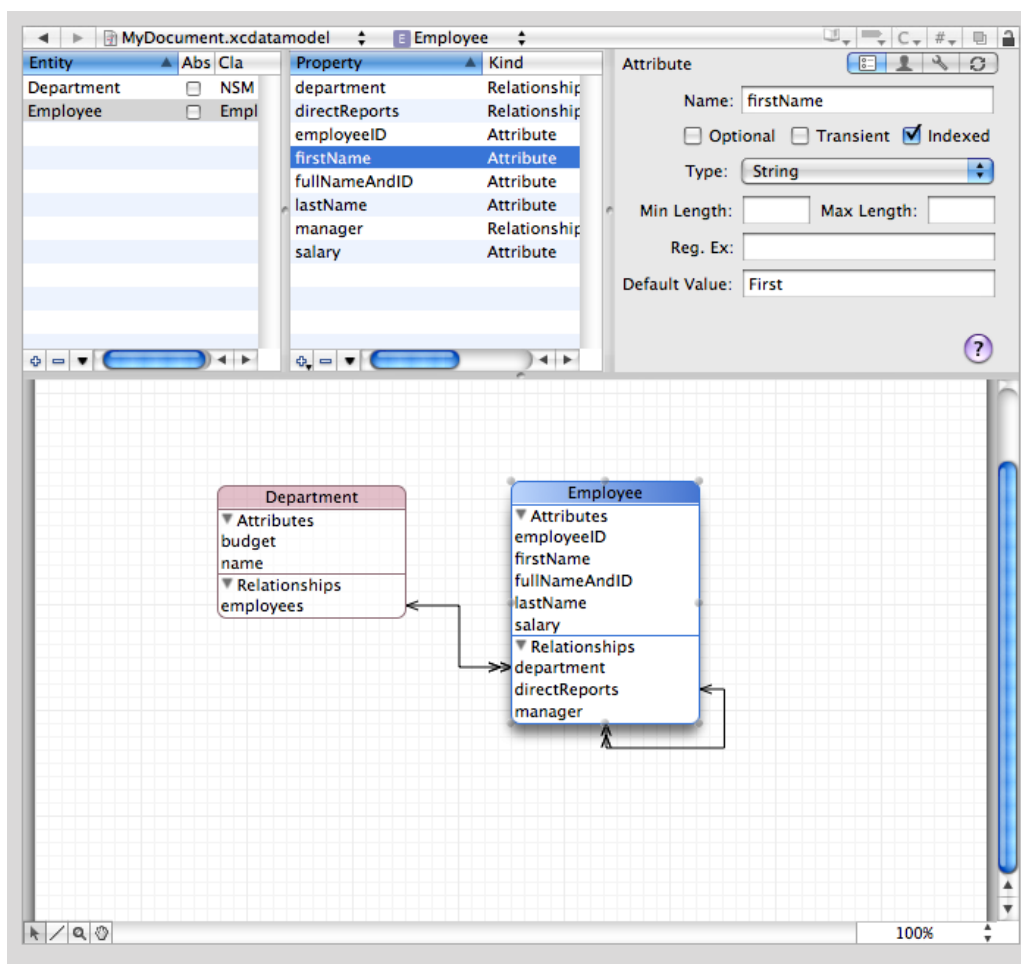 MyDocument.xcdatamodel E Employee C #
Entity Abs Cla
Department NSM
Employee Empl
Property Kind
department Relationship
directReports Relationship
employeeID Attribute
firstName Attribute
fullNameAndID Attribute
lastName Attribute
manager Relationship
salary Attribute
Attribute
Name: firstName
Optional Transient Indexed
Type: String
Min Length: Max Length:
Reg. Ex:
Default Value: First
?
Department
Attributes
budget
name
Relationships
employees
Employee
Attributes
employeeID
firstName
fullNameAndID
lastName
salary
Relationships
department
directReports
manager
100%